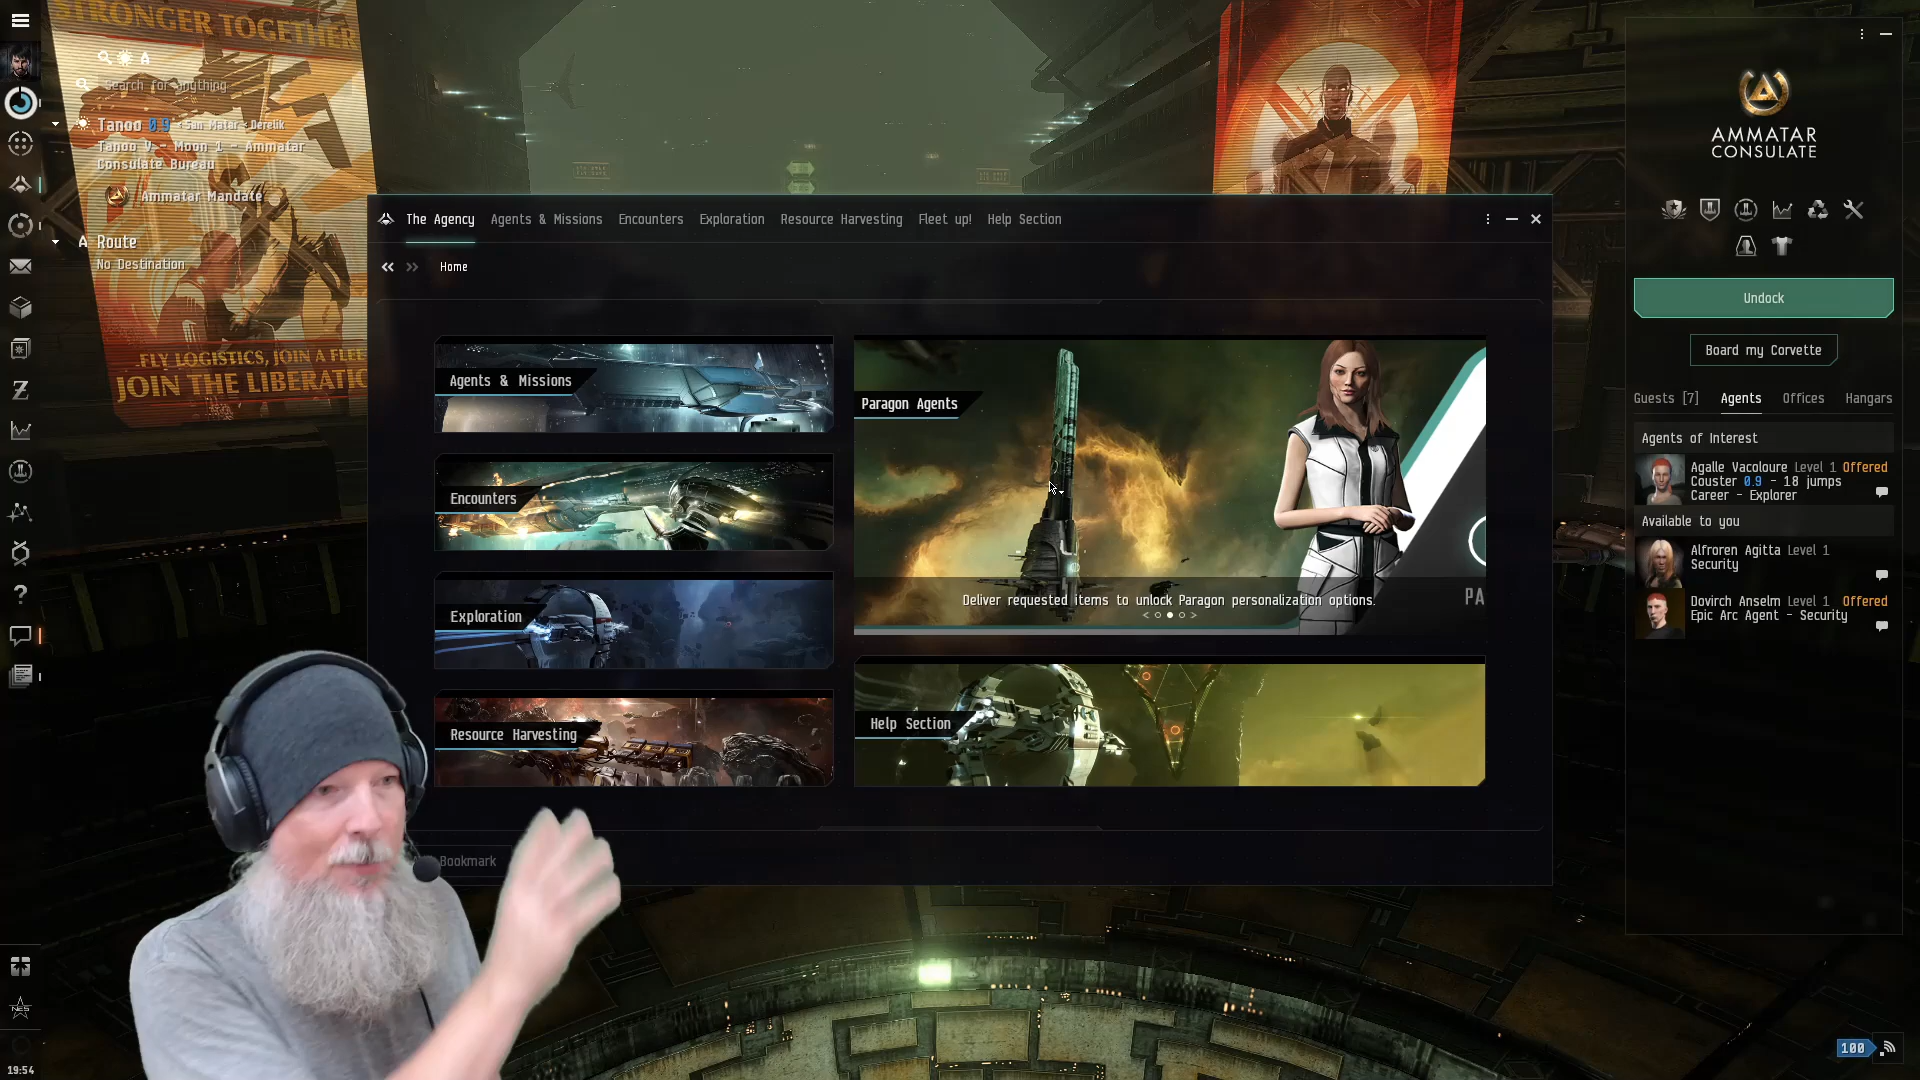 STRONGER TOGETHER
Search for anything
Tanoo 0.9 < San Matar < Derelik
Tanoo V - Moon 1 - Ammatar
Consulate Bureau
Ammatar Mandate
Route
No Destination
FLY LOGISTICS, JOIN A FLEE
JOIN THE LIBERATIO
The Agency
Agents & Missions
Encounters
Exploration
Resource Harvesting
Fleet up!
Help Section
Home
Agents & Missions
Encounters
Exploration
Resource Harvesting
Paragon Agents
Deliver requested items to unlock Paragon personalization options.
PA
Help Section
Bookmark
AMMATAR
CONSULATE
Undock
Board my Corvette
Guests [7]
Agents
Offices
Hangars
Agents of Interest
Agalle Vacoloure Level 1 Offered
Couster 0.9 - 18 jumps
Career - Explorer
Available to you
Alfroren Agitta Level 1
Security
Dovirch Anselm Level 1 Offered
Epic Arc Agent - Security
NES
19:54
100